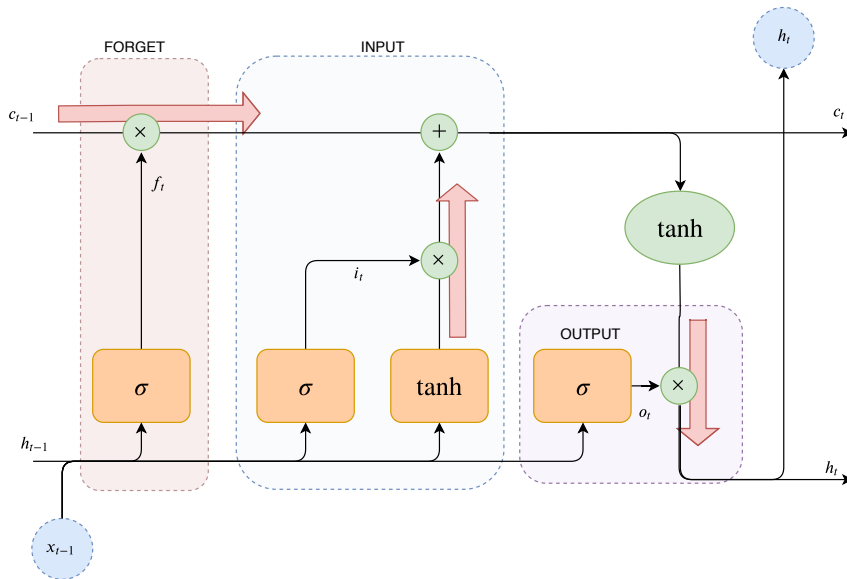 h_t
FORGET
INPUT
c_{t-1}
×
+
c_t
f_t
tanh
×
i_t
OUTPUT
σ
σ
tanh
σ
×
o_t
h_{t-1}
h_t
x_{t-1}